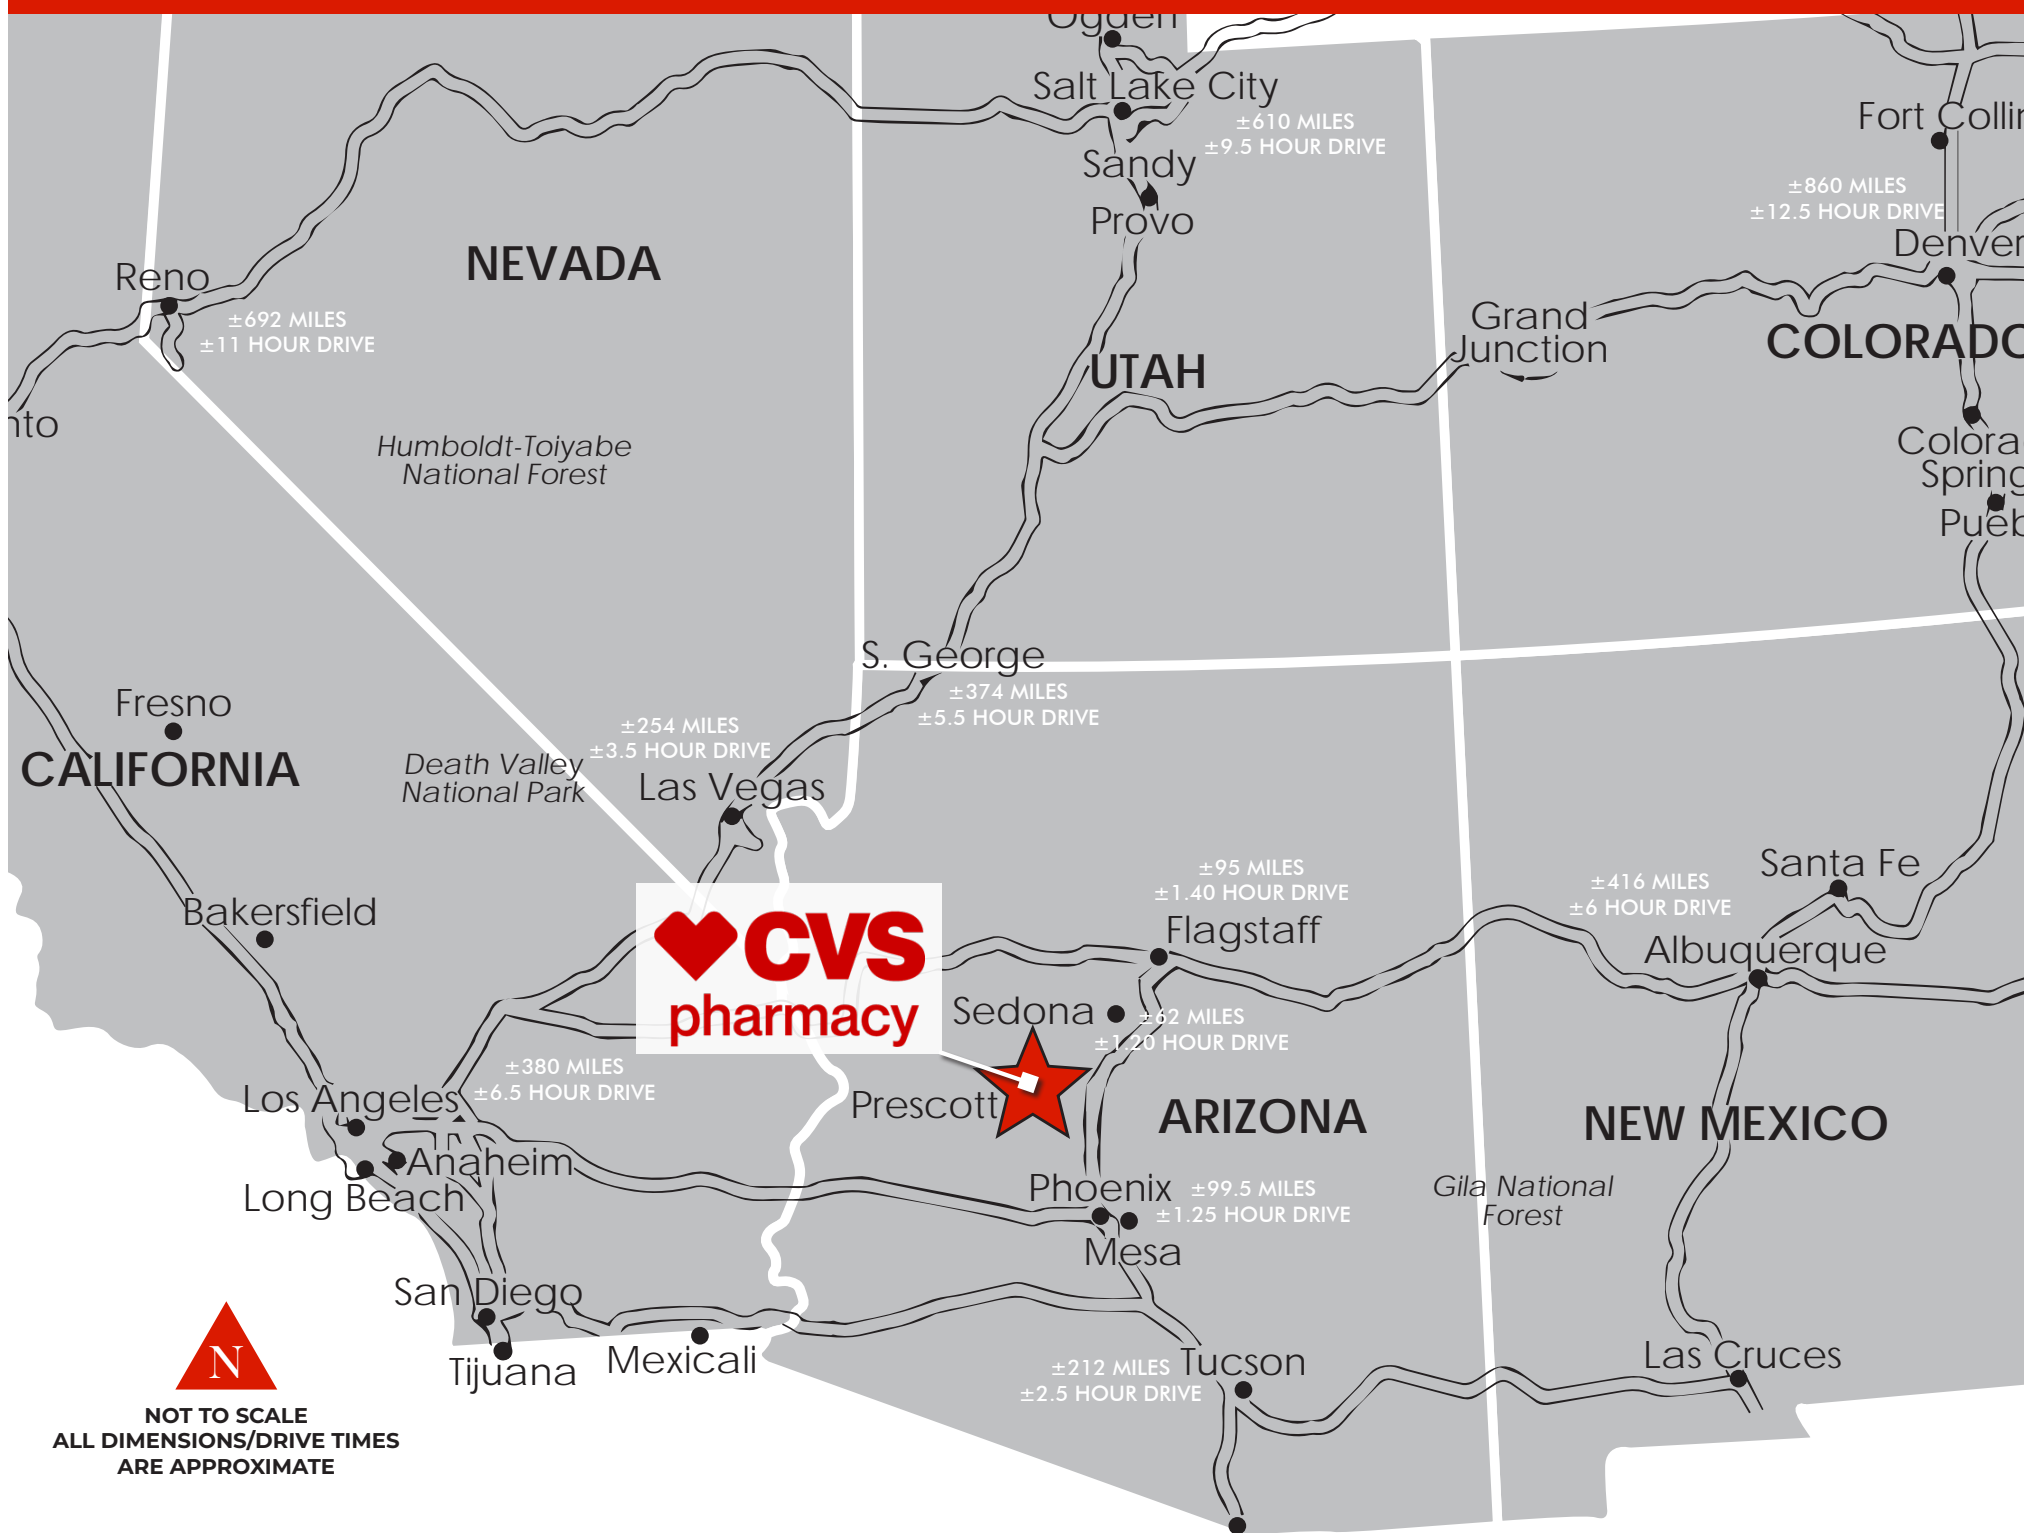 Ogden
Salt Lake City
±610 MILES
±9.5 HOUR DRIVE
Fort Collin
Sandy
±860 MILES
±12.5 HOUR DRIVE
Provo
Denver
NEVADA
Reno
±692 MILES
±11 HOUR DRIVE
Grand
Junction
COLORADO
UTAH
nto
Humboldt-Toiyabe
National Forest
Colora
Spring
Pueb
S. George
±374 MILES
±5.5 HOUR DRIVE
Fresno
±254 MILES
±3.5 HOUR DRIVE
CALIFORNIA
Death Valley
National Park
Las Vegas
±95 MILES
±1.40 HOUR DRIVE
Santa Fe
±416 MILES
±6 HOUR DRIVE
Bakersfield
Flagstaff
Albuquerque
CVS
pharmacy
Sedona
±62 MILES
±1.20 HOUR DRIVE
±380 MILES
±6.5 HOUR DRIVE
Los Angeles
Prescott
ARIZONA
NEW MEXICO
Anaheim
Long Beach
Phoenix
±99.5 MILES
±1.25 HOUR DRIVE
Gila National
Forest
Mesa
San Diego
Tijuana
Mexicali
±212 MILES
±2.5 HOUR DRIVE
Tucson
Las Cruces
N
NOT TO SCALE
ALL DIMENSIONS/DRIVE TIMES
ARE APPROXIMATE